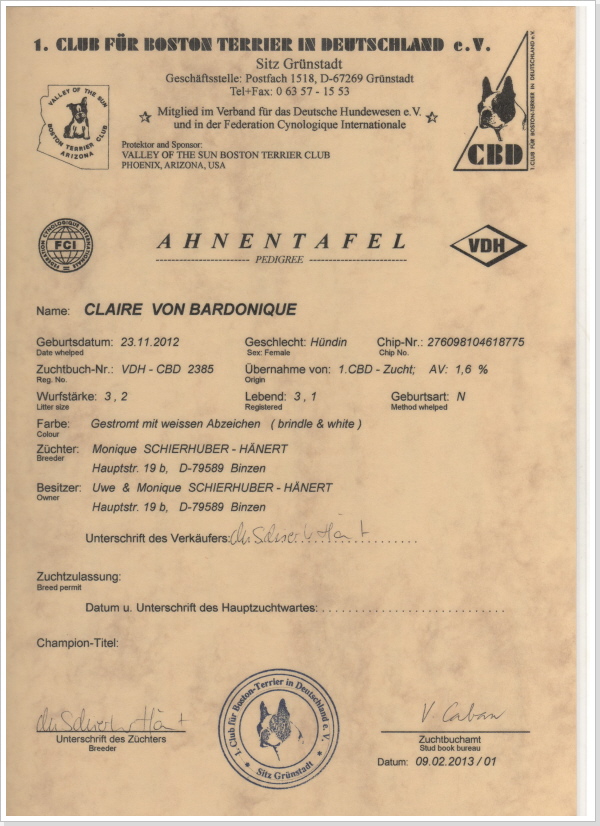 1. CLUB FÜR BOSTON TERRIER IN DEUTSCHLAND e.V.
Sitz Grünstadt
Geschäftsstelle: Postfach 1518, D-67269 Grünstadt
Tel+Fax: 0 63 57 - 15 53
Mitglied im Verband für das Deutsche Hundewesen e.V.
und in der Federation Cynologique Internationale
Protektor and Sponsor:
VALLEY OF THE SUN BOSTON TERRIER CLUB
PHOENIX, ARIZONA, USA
VALLEY OF THE SUN
BOSTON TERRIER CLUB
ARIZONA
CBD
1. CLUB FÜR BOSTON-TERRIER IN DEUTSCHLAND e.V.
FEDERATION CYNOLOGIQUE INTERNATIONALE
FCI
AHNENTAFEL
PEDIGREE
VDH
Name: CLAIRE VON BARDONIQUE
Geburtsdatum: 23.11.2012 Geschlecht: Hündin Chip-Nr.: 276098104618775
Date whelped Sex: Female Chip No.
Zuchtbuch-Nr.: VDH - CBD 2385 Übernahme von: 1.CBD - Zucht; AV: 1,6 %
Reg. No. Origin
Wurfstärke: 3 , 2 Lebend: 3 , 1 Geburtsart: N
Litter size Registered Method whelped
Farbe: Gestromt mit weissen Abzeichen ( brindle & white )
Colour
Züchter: Monique SCHIERHUBER - HÄNERT
Breeder
Hauptstr. 19 b, D-79589 Binzen
Besitzer: Uwe & Monique SCHIERHUBER - HÄNERT
Owner
Hauptstr. 19 b, D-79589 Binzen
Unterschrift des Verkäufers:
Zuchtzulassung:
Breed permit
Datum u. Unterschrift des Hauptzuchtwartes: . . . . . . . . . . . . . . . . . . . . . . . . . . . .
Champion-Titel:
1. Club für Boston-Terrier in Deutschland e. V.
Sitz Grünstadt
Unterschrift des Züchters
Breeder
V. Caban
Zuchtbuchamt
Stud book bureau
Datum: 09.02.2013 / 01